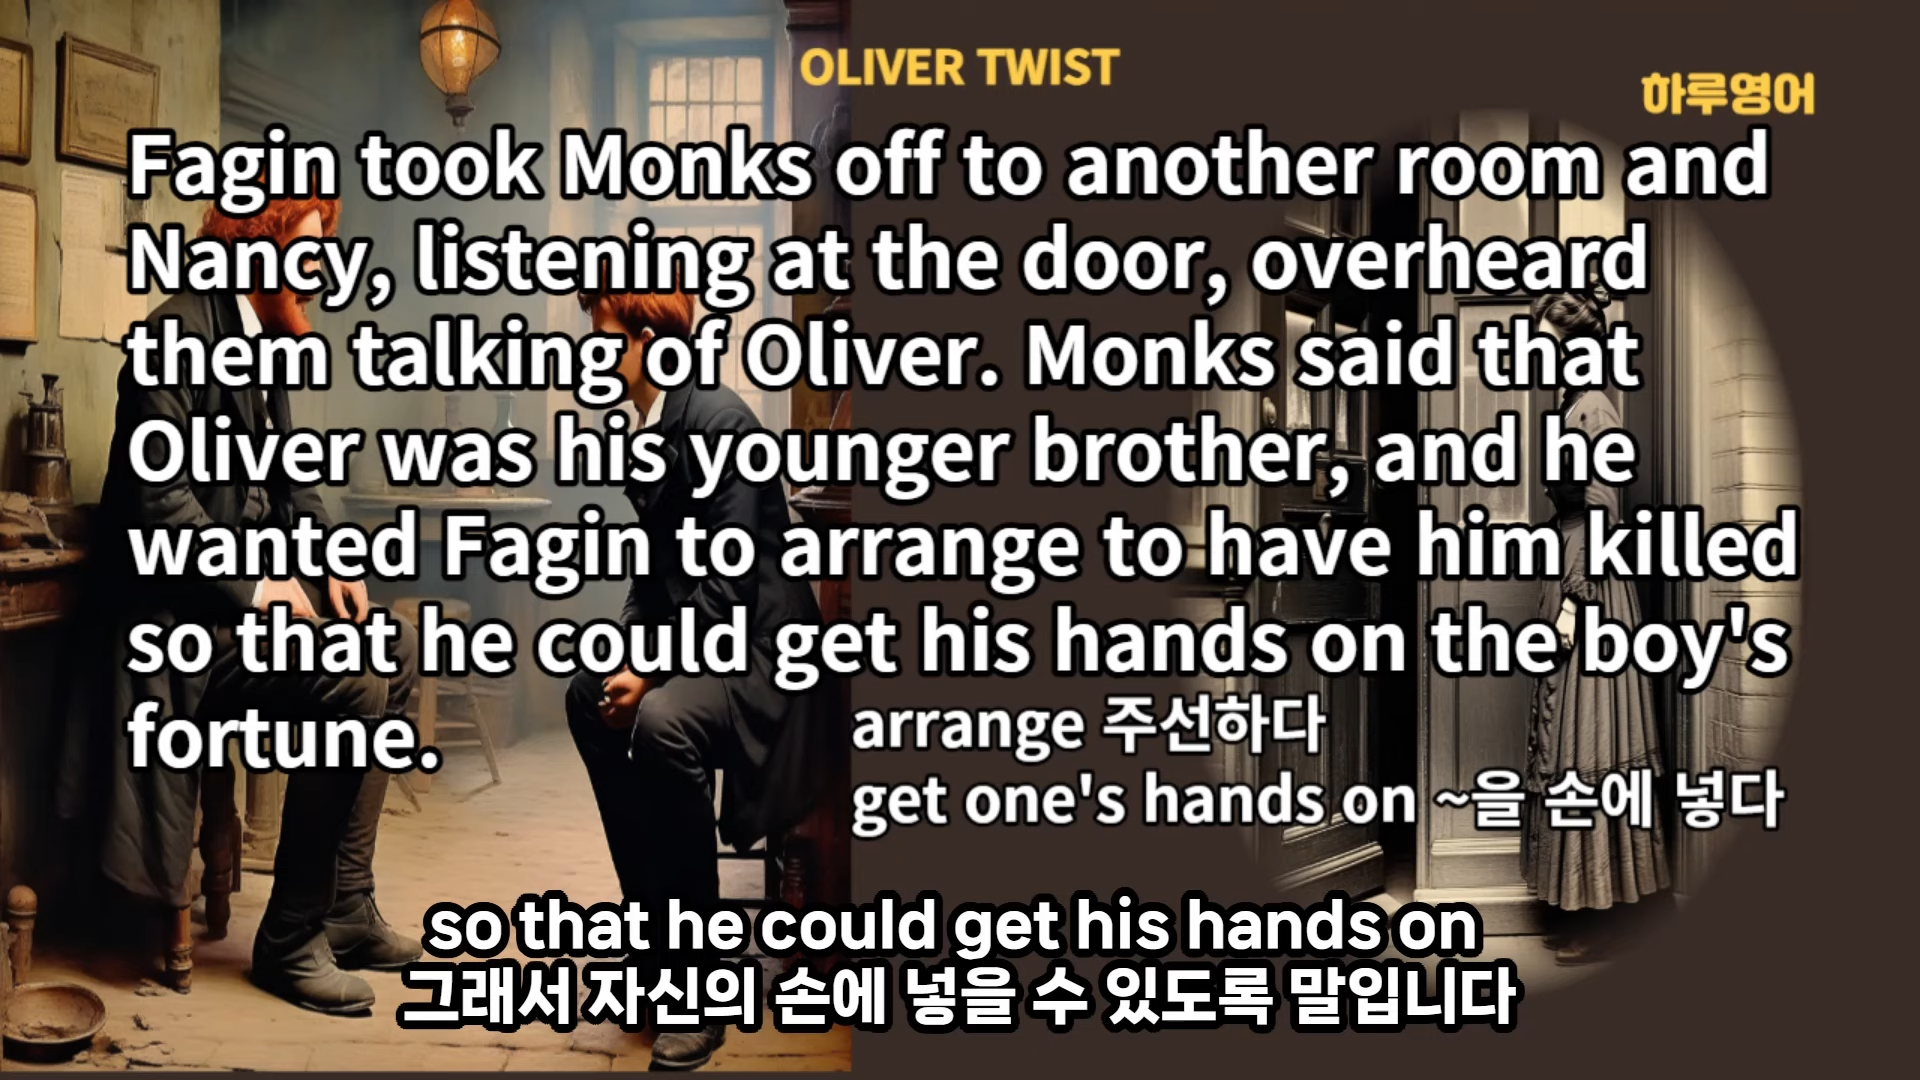 OLIVER TWIST
하루영어
Fagin took Monks off to another room and
Nancy, listening at the door, overheard
them talking of Oliver. Monks said that
Oliver was his younger brother, and he
wanted Fagin to arrange to have him killed
so that he could get his hands on the boy's
fortune.
arrange 주선하다
get one's hands on ~을 손에 넣다
so that he could get his hands on
그래서 자신의 손에 넣을 수 있도록 말입니다